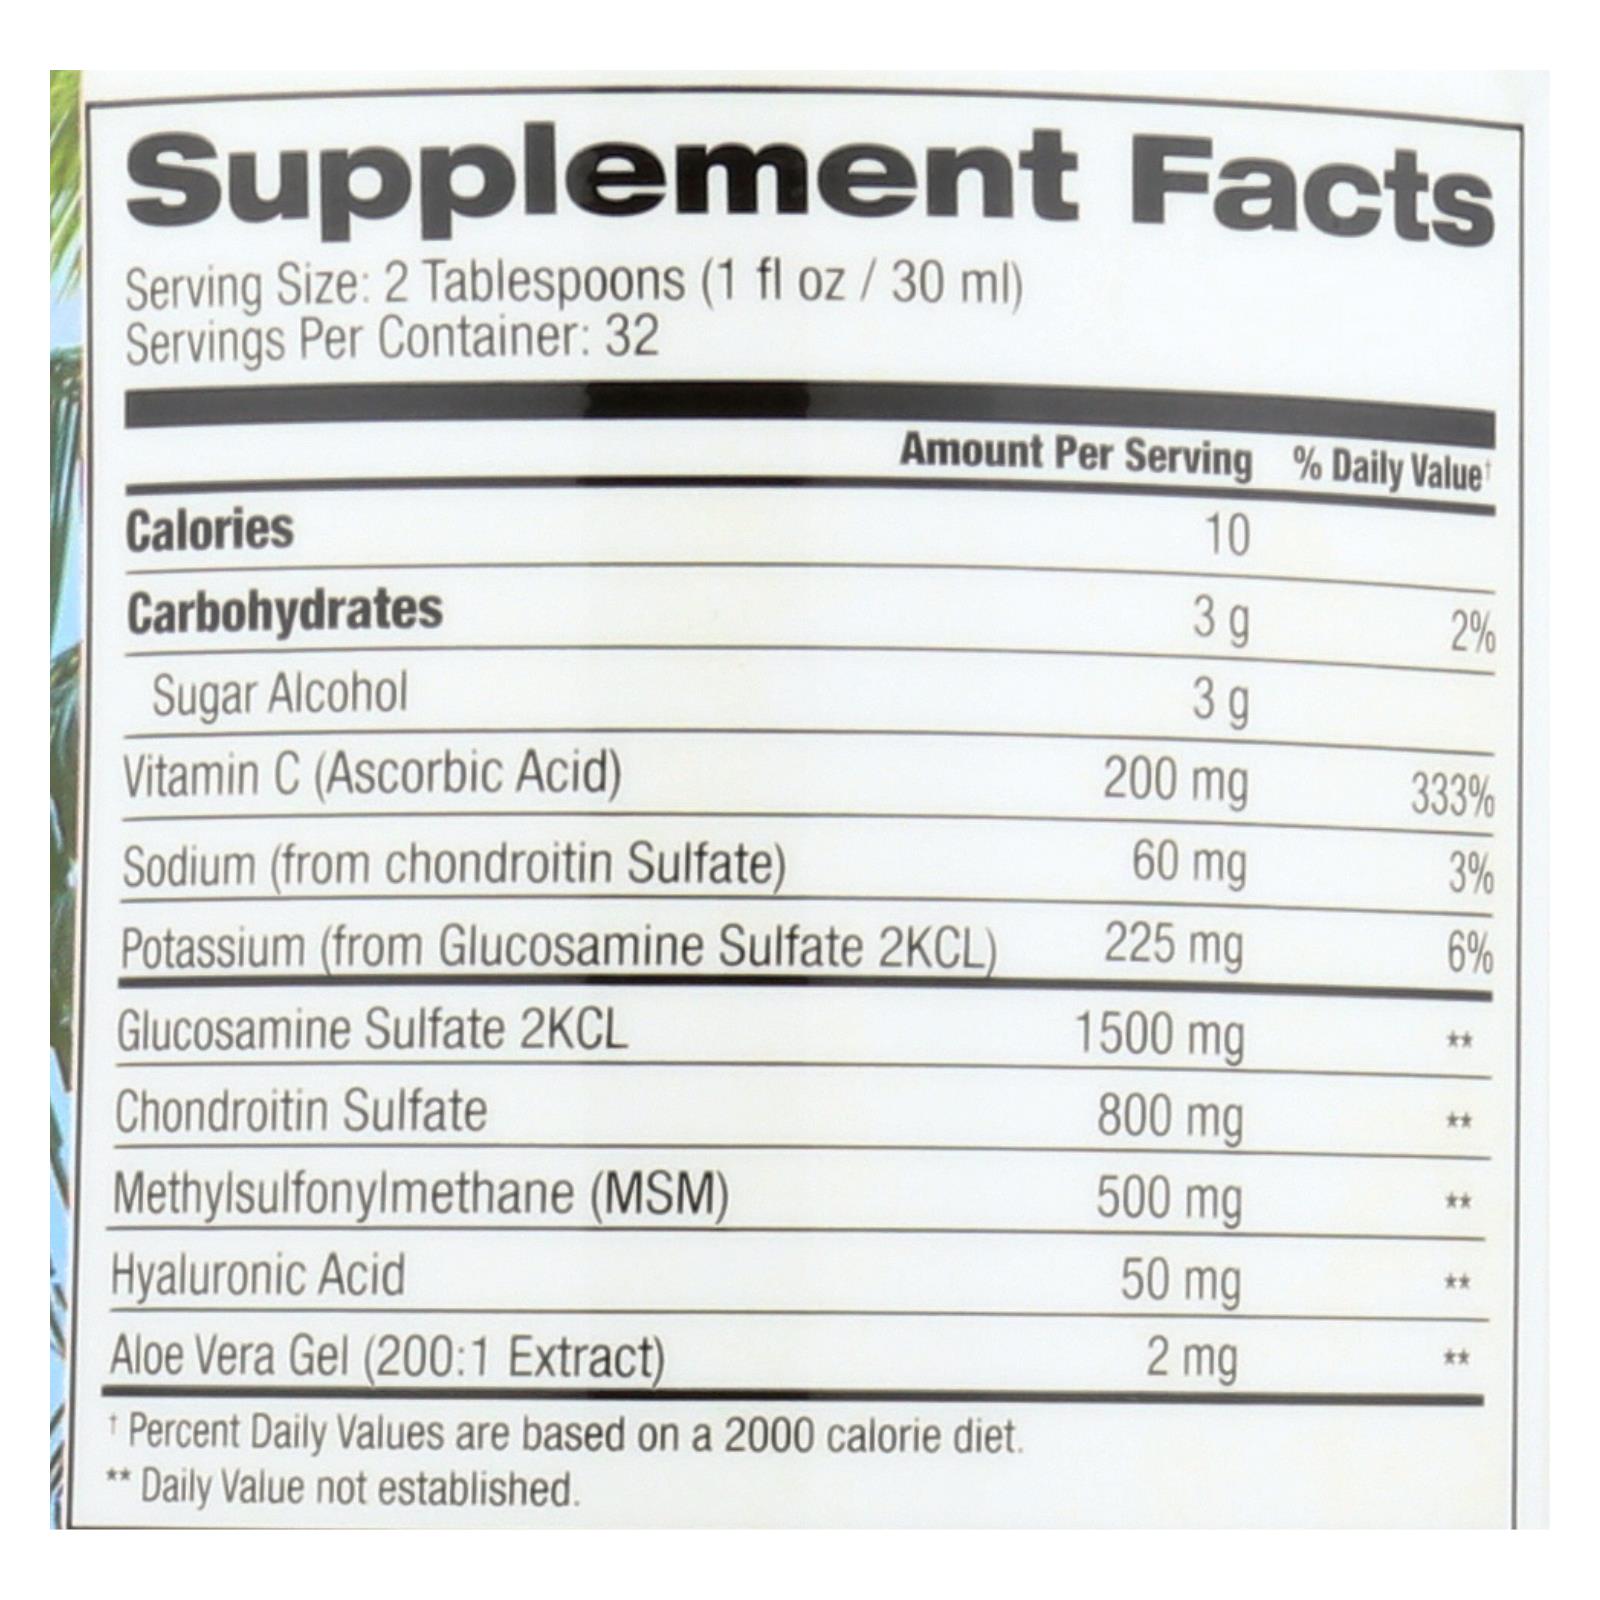 Supplement Facts
Serving Size: 2 Tablespoons (1 fl oz / 30 ml)
Servings Per Container: 32
Amount Per Serving % Daily Value†
Calories 10
Carbohydrates 3 g 2%
Sugar Alcohol 3 g
Vitamin C (Ascorbic Acid) 200 mg 333%
Sodium (from chondroitin Sulfate) 60 mg 3%
Potassium (from Glucosamine Sulfate 2KCL) 225 mg 6%
Glucosamine Sulfate 2KCL 1500 mg **
Chondroitin Sulfate 800 mg **
Methylsulfonylmethane (MSM) 500 mg **
Hyaluronic Acid 50 mg **
Aloe Vera Gel (200:1 Extract) 2 mg **
† Percent Daily Values are based on a 2000 calorie diet.
** Daily Value not established.